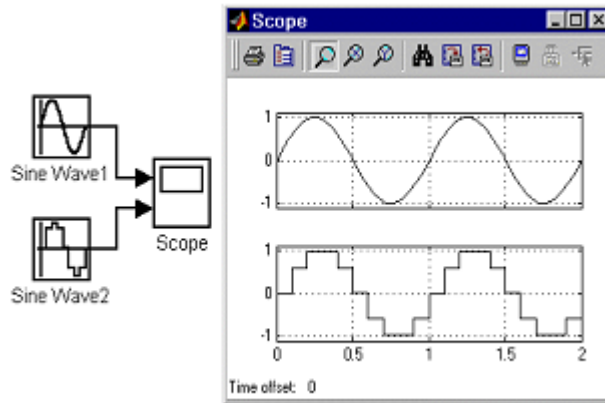 Scope
Sine Wave1
Scope
Sine Wave2
1
0
-1
1
0
-1
0 0.5 1 1.5 2
Time offset: 0